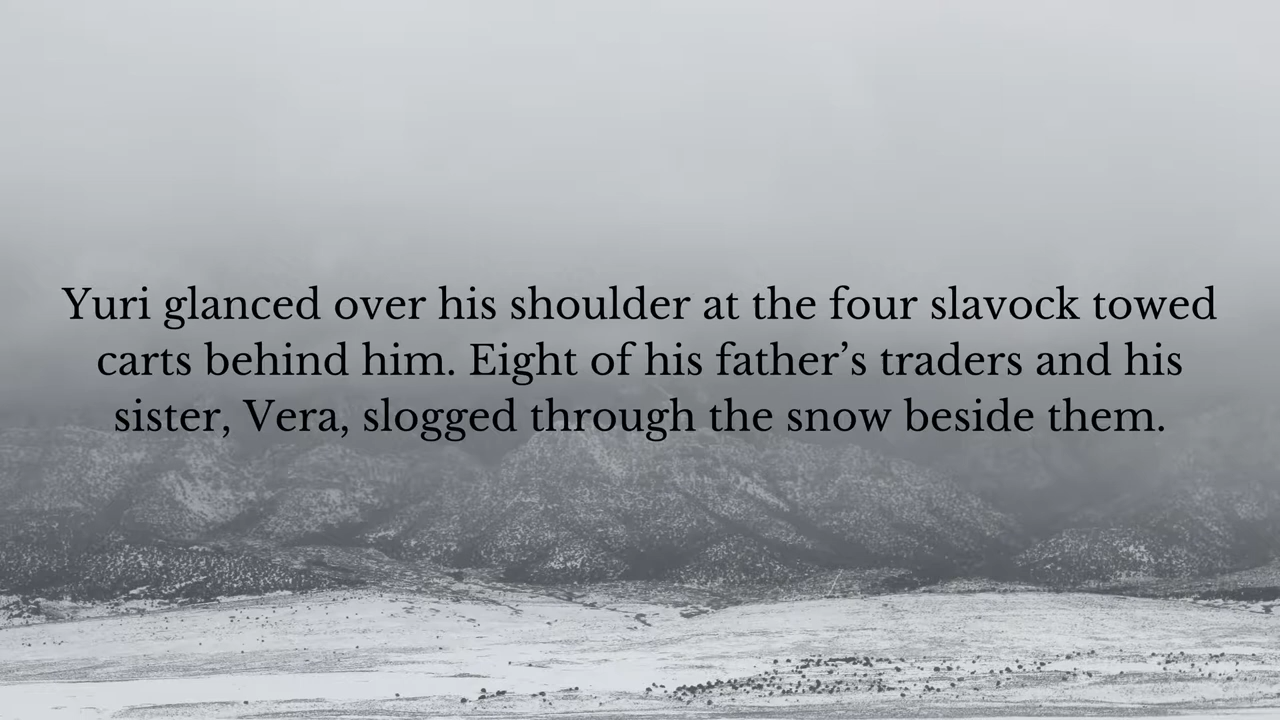 Yuri glanced over his shoulder at the four slavock towed
carts behind him. Eight of his father’s traders and his
sister, Vera, slogged through the snow beside them.